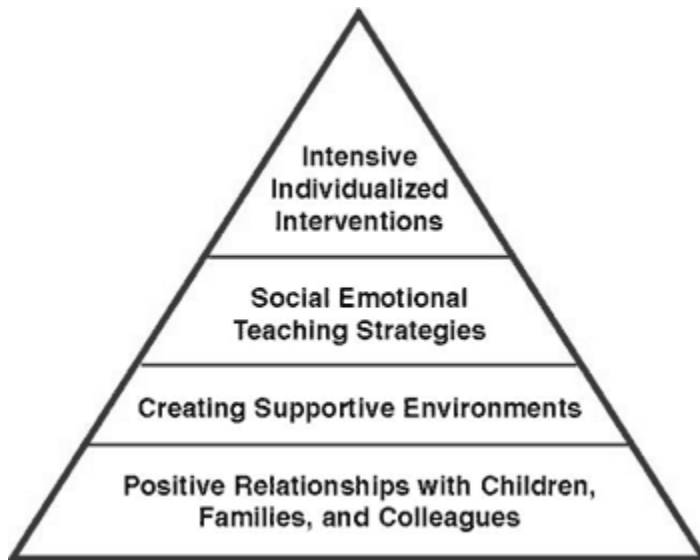 Intensive
Individualized
Interventions
Social Emotional
Teaching Strategies
Creating Supportive Environments
Positive Relationships with Children,
Families, and Colleagues